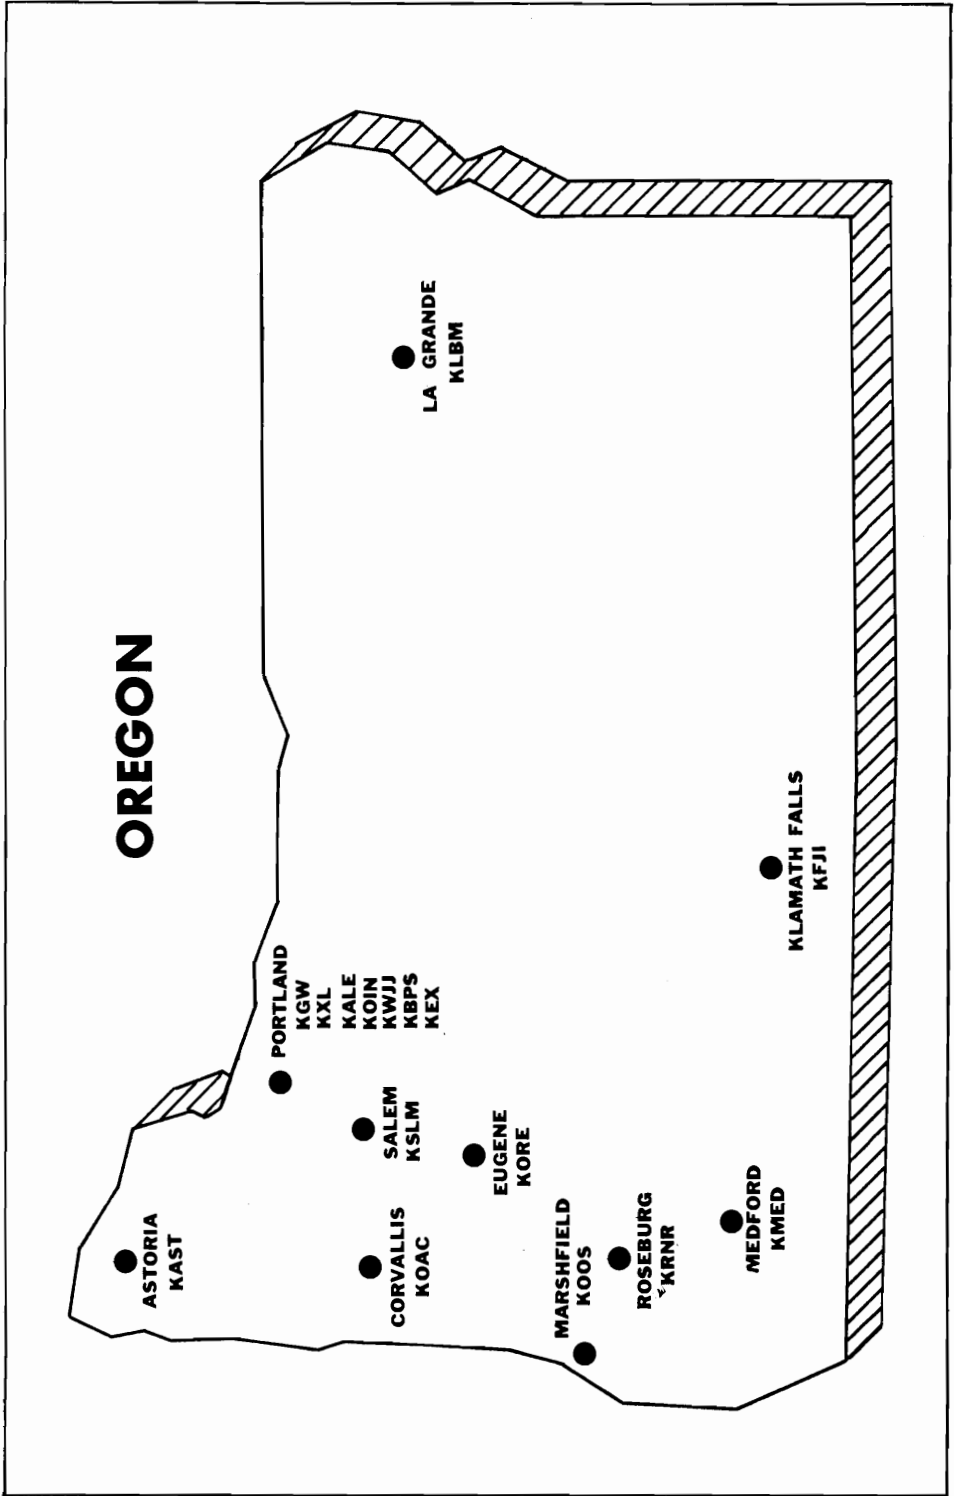 OREGON
ASTORIA
KAST
PORTLAND
KGW
KXL
KALE
KOIN
KWJJ
KBPS
KEX
SALEM
KSLM
CORVALLIS
KOAC
EUGENE
KORE
LA GRANDE
KLBM
MARSHFIELD
KOOS
ROSEBURG
KRNR
MEDFORD
KMED
KLAMATH FALLS
KFJI